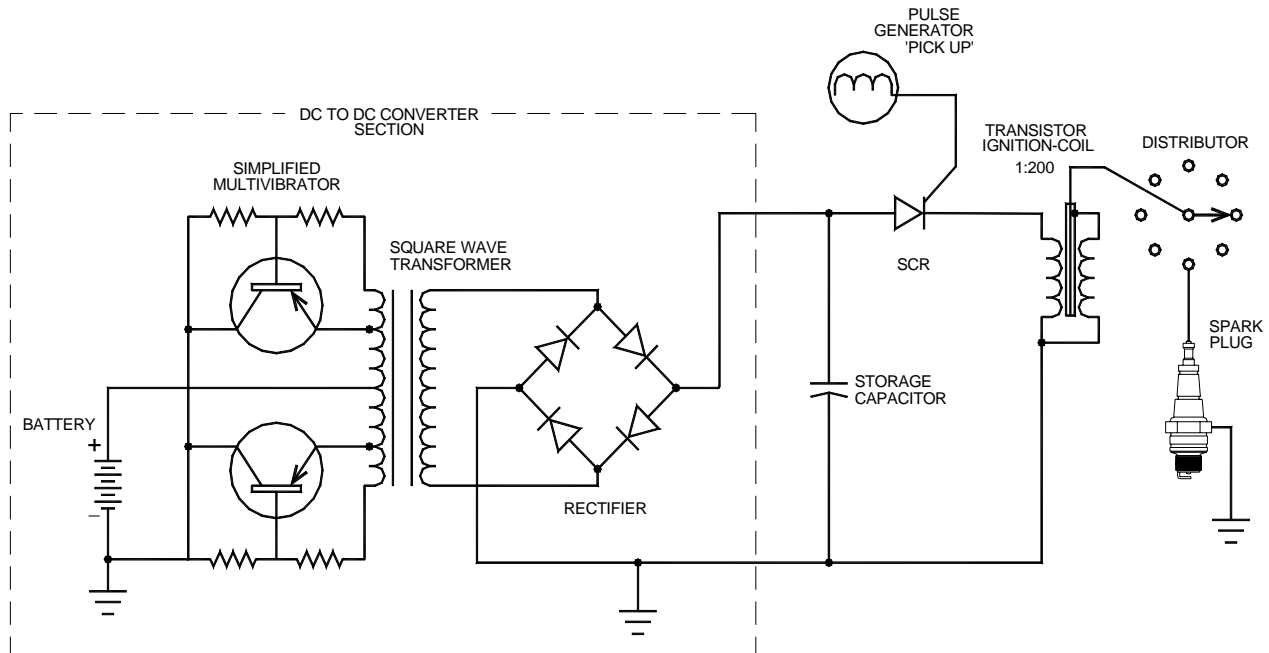 PULSE
GENERATOR
'PICK UP'
DC TO DC CONVERTER
SECTION
TRANSISTOR
IGNITION-COIL
1:200
DISTRIBUTOR
SIMPLIFIED
MULTIVIBRATOR
SQUARE WAVE
TRANSFORMER
SCR
SPARK
PLUG
STORAGE
CAPACITOR
BATTERY
+
−
RECTIFIER